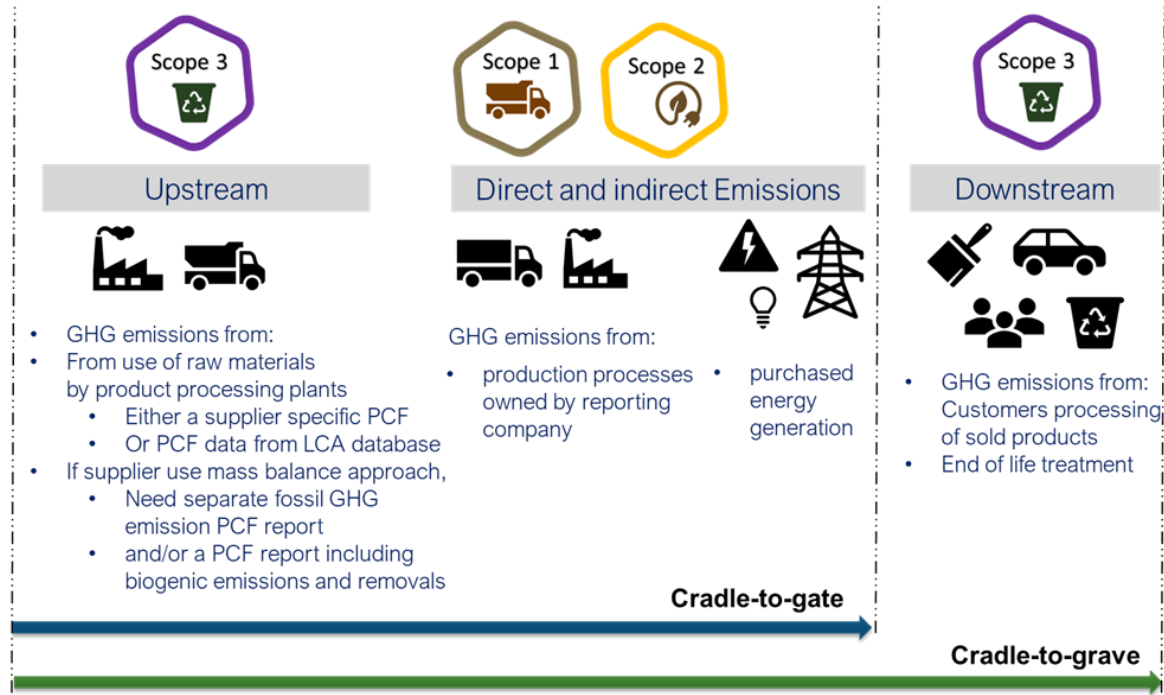 Scope 3
Upstream
• GHG emissions from:
• From use of raw materials
by product processing plants
• Either a supplier specific PCF
• Or PCF data from LCA database
• If supplier use mass balance approach,
• Need separate fossil GHG
emission PCF report
• and/or a PCF report including
biogenic emissions and removals
Scope 1
Scope 2
Direct and indirect Emissions
GHG emissions from:
• production processes
owned by reporting
company
• purchased
energy
generation
Scope 3
Downstream
• GHG emissions from:
Customers processing
of sold products
• End of life treatment
Cradle-to-gate
Cradle-to-grave